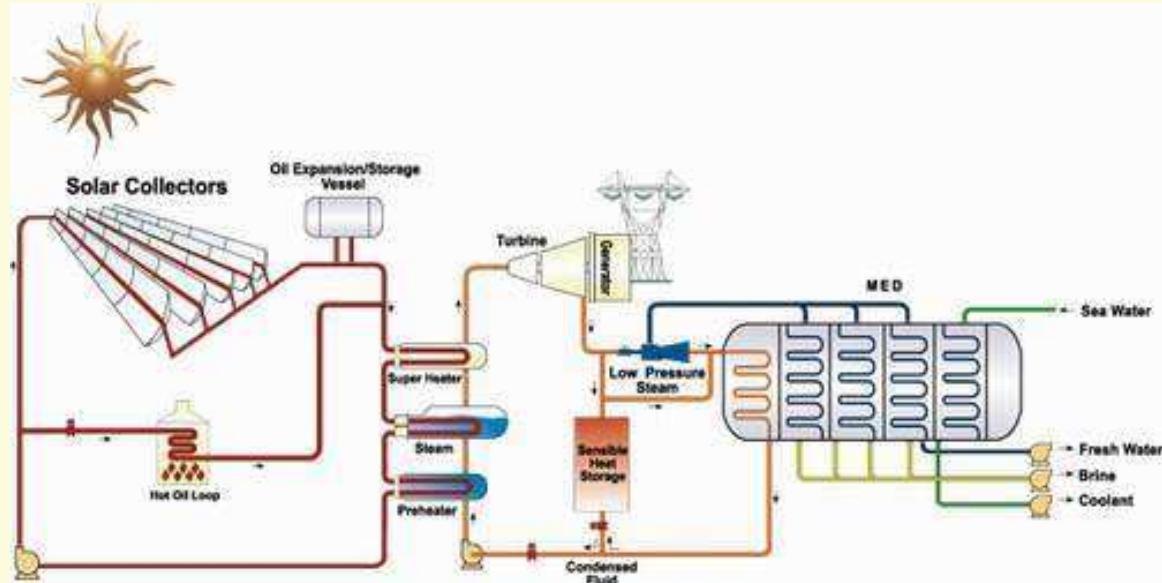 Oil Expansion/Storage
Vessel
Solar Collectors
Turbine
Generator
MED
Sea Water
Super Heater
Low Pressure
Steam
Steam
Sensible
Heat
Storage
Fresh Water
Brine
Coolant
Hot Oil Loop
Preheater
Condensed
Fluid